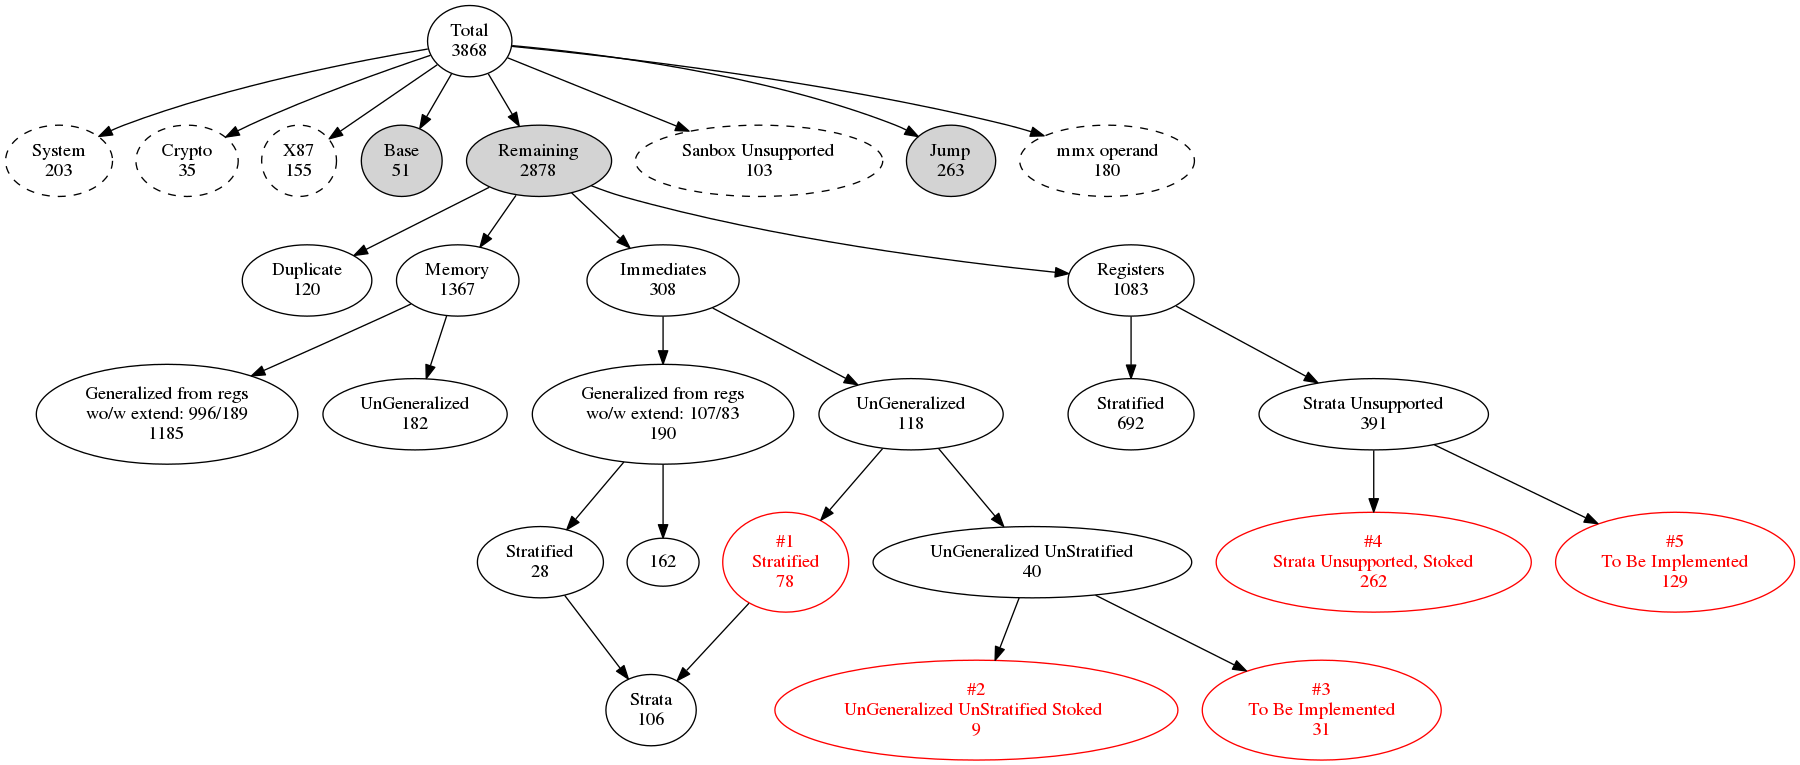 Total
3868
System
203
Crypto
35
X87
155
Base
51
Remaining
2878
Sanbox Unsupported
103
Jump
263
mmx operand
180
Duplicate
120
Memory
1367
Immediates
308
Registers
1083
Generalized from regs
wo/w extend: 996/189
1185
UnGeneralized
182
Generalized from regs
wo/w extend: 107/83
190
UnGeneralized
118
Stratified
692
Strata Unsupported
391
Stratified
28
162
#1
Stratified
78
UnGeneralized UnStratified
40
#4
Strata Unsupported, Stoked
262
#5
To Be Implemented
129
Strata
106
#2
UnGeneralized UnStratified Stoked
9
#3
To Be Implemented
31